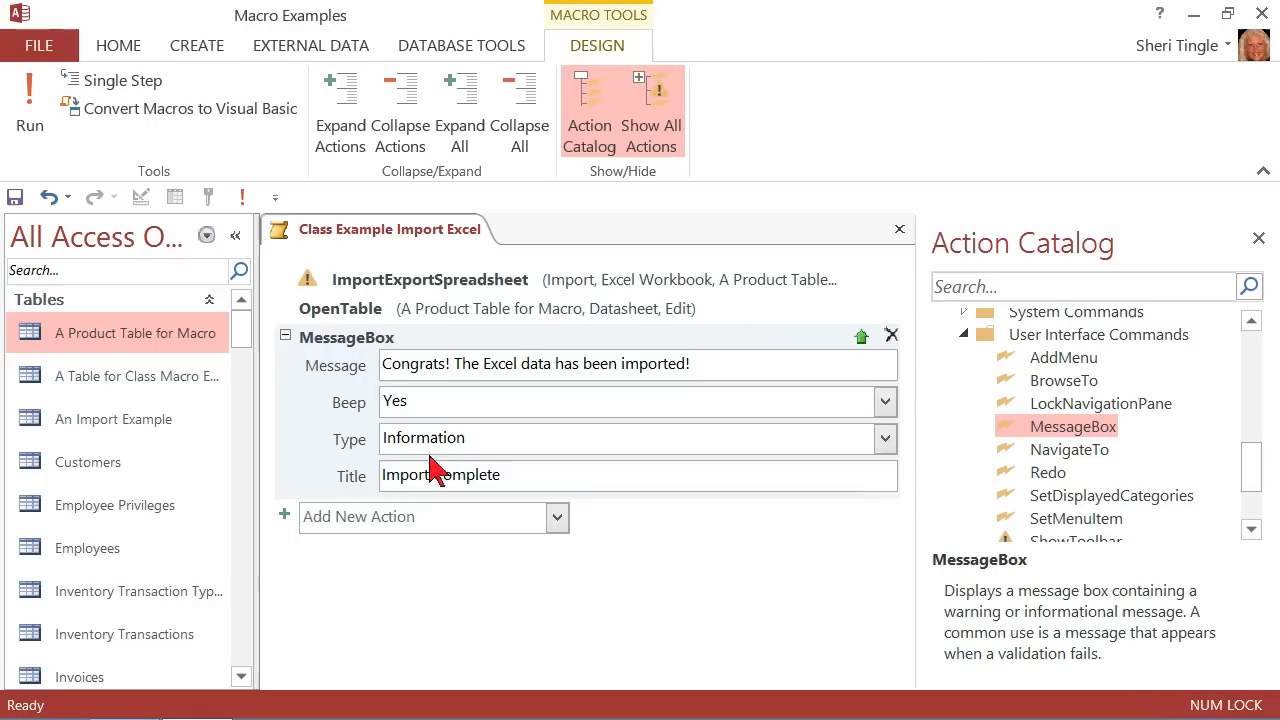 Macro Examples
MACRO TOOLS
?
FILE
HOME
CREATE
EXTERNAL DATA
DATABASE TOOLS
DESIGN
Sheri Tingle
Run
Single Step
Convert Macros to Visual Basic
Tools
Expand Actions
Collapse Actions
Expand All
Collapse All
Collapse/Expand
Action Catalog
Show All Actions
Show/Hide
All Access O...
Search...
Tables
A Product Table for Macro
A Table for Class Macro E...
An Import Example
Customers
Employee Privileges
Employees
Inventory Transaction Typ...
Inventory Transactions
Invoices
Class Example Import Excel
ImportExportSpreadsheet (Import, Excel Workbook, A Product Table...
OpenTable (A Product Table for Macro, Datasheet, Edit)
MessageBox
Message Congrats! The Excel data has been imported!
Beep Yes
Type Information
Title Import Complete
Add New Action
Action Catalog
Search...
System Commands
User Interface Commands
AddMenu
BrowseTo
LockNavigationPane
MessageBox
NavigateTo
Redo
SetDisplayedCategories
SetMenuItem
ShowToolbar
MessageBox
Displays a message box containing a
warning or informational message. A
common use is a message that appears
when a validation fails.
Ready
NUM LOCK